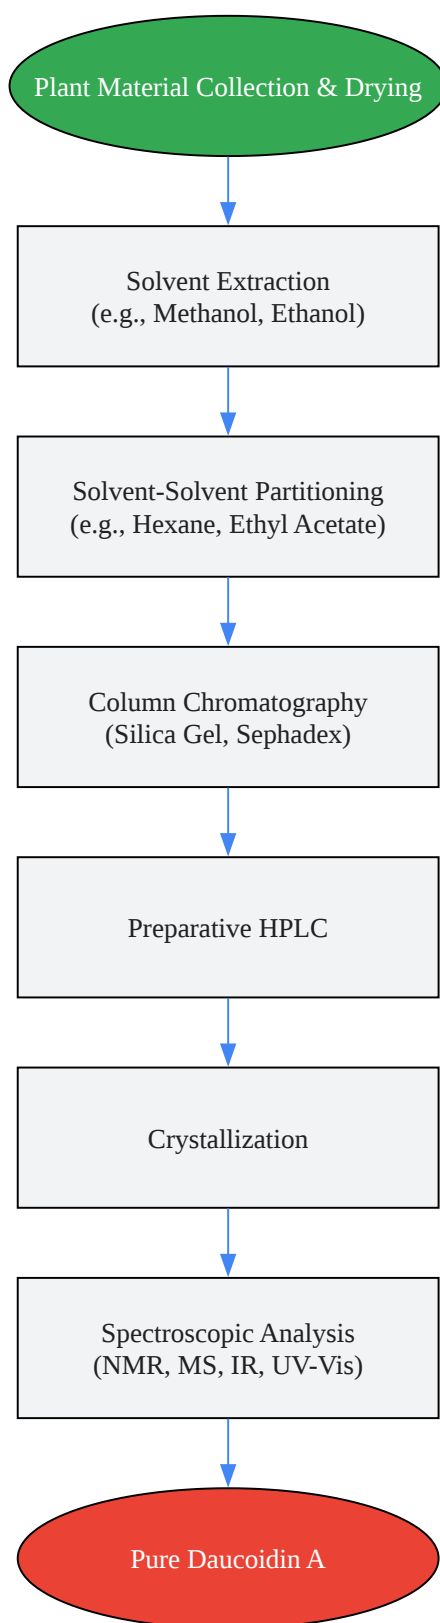 Plant Material Collection & Drying
Solvent Extraction
(e.g., Methanol, Ethanol)
Solvent-Solvent Partitioning
(e.g., Hexane, Ethyl Acetate)
Column Chromatography
(Silica Gel, Sephadex)
Preparative HPLC
Crystallization
Spectroscopic Analysis
(NMR, MS, IR, UV-Vis)
Pure Daucoidin A